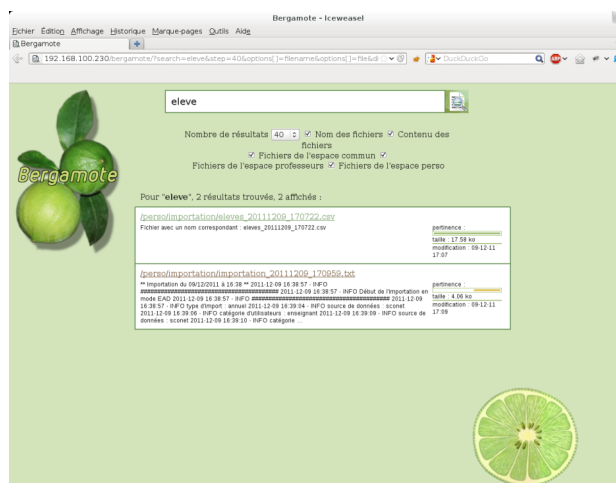 Bergamote - Iceweasel
Fichier Édition Affichage Historique Marque-pages Outils Aide
Bergamote
192.168.100.230/bergamote/?search=eleve&step=40&options[]=filename&options[]=file&di
DuckDuckGo
eleve
Bergamote
Nombre de résultats 40 Nom des fichiers Contenu des
fichiers
Fichiers de l'espace commun
Fichiers de l'espace professeurs Fichiers de l'espace perso
Pour "eleve", 2 résultats trouvés, 2 affichés :
/perso/importation/eleves_20111209_170722.csv
Fichier avec un nom correspondant : eleves_20111209_170722.csv
pertinence :
taille : 17.58 ko
modification : 09-12-11
17:07
/perso/importation/importation_20111209_170959.txt
** Importation du 09/12/2011 à 16:38 ** 2011-12-09 16:38:57 - INFO
######################################## 2011-12-09 16:38:57 - INFO Début de l'importation en
mode EAD 2011-12-09 16:38:57 - INFO ######################################## 2011-12-09
16:38:57 - INFO type d'import : annuel 2011-12-09 16:39:04 - INFO source de données : sconet
2011-12-09 16:39:06 - INFO catégorie d'utilisateurs : enseignant 2011-12-09 16:39:09 - INFO source de
données : sconet 2011-12-09 16:39:10 - INFO catégorie ...
pertinence :
taille : 4.06 ko
modification : 09-12-11
17:09